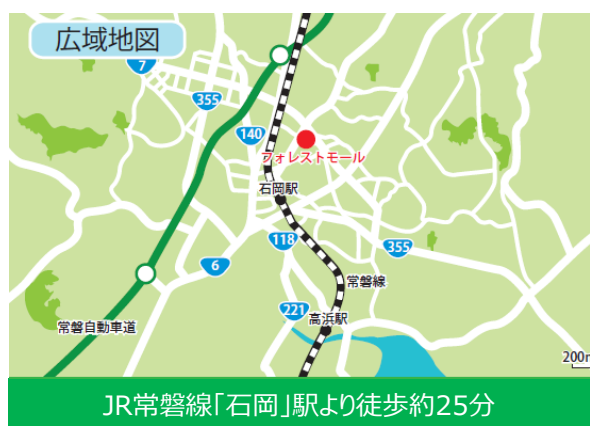 広域地図
7
355
140
フォレストモール
石岡駅
118
355
6
常磐線
221
高浜駅
常磐自動車道
200m
JR常磐線「石岡」駅より徒歩約25分